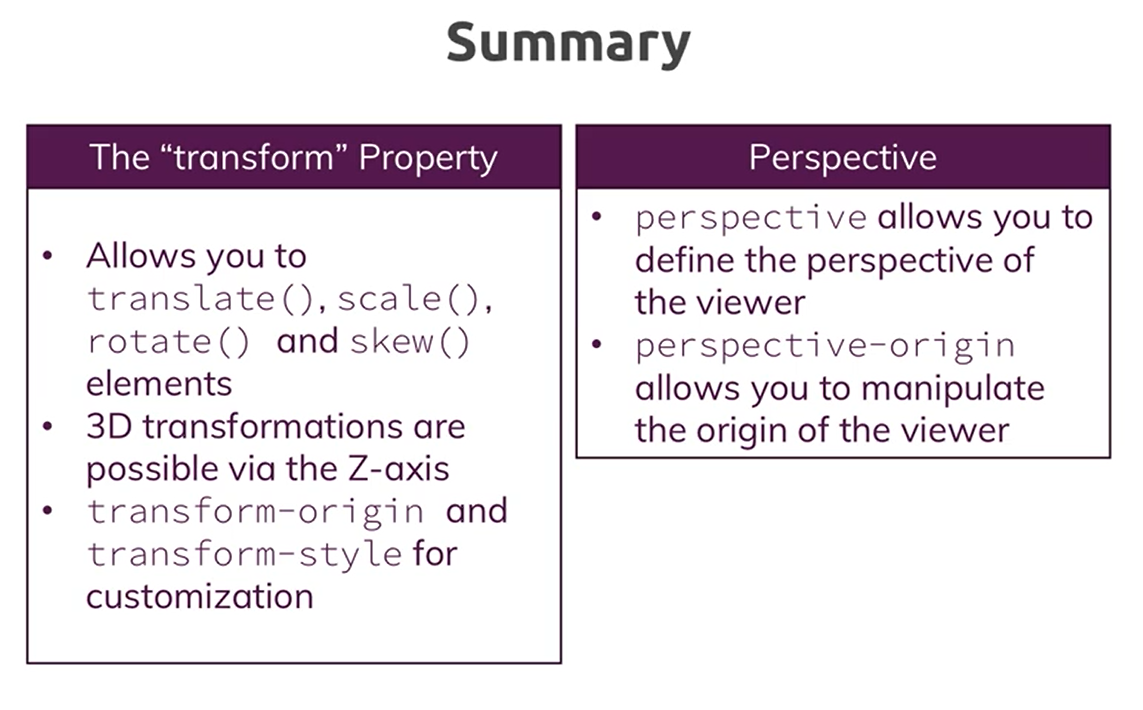 Summary
The “transform” Property
• Allows you to
translate(), scale(),
rotate() and skew()
elements
• 3D transformations are
possible via the Z-axis
• transform-origin and
transform-style for
customization
Perspective
• perspective allows you to
define the perspective of
the viewer
• perspective-origin
allows you to manipulate
the origin of the viewer